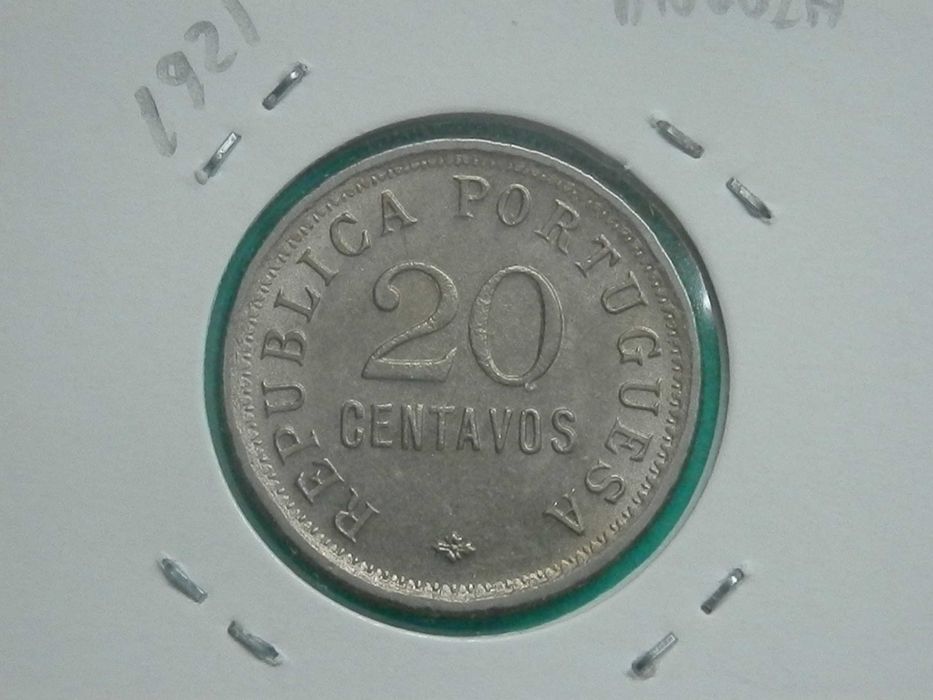 1921
REPUBLICA PORTUGUESA
20
CENTAVOS